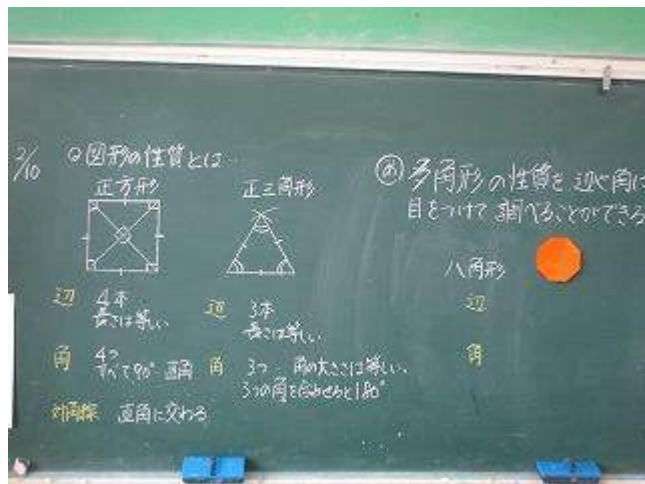 2/10
◎図形の性質とは
正方形
辺 4本
長さは等しい
角 4つ
すべて90° 直角
対角線 直角に交わる
正三角形
辺 3本
長さは等しい
角 3つ 角の大きさは等しい、
3つの角を合わせると180°
め 多角形の性質を辺や角に
目をつけて調べることができる
八角形
辺
角